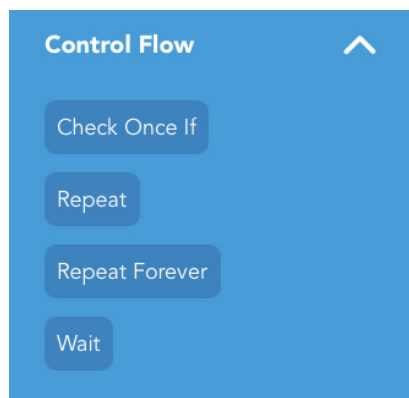 Control Flow
Check Once If
Repeat
Repeat Forever
Wait